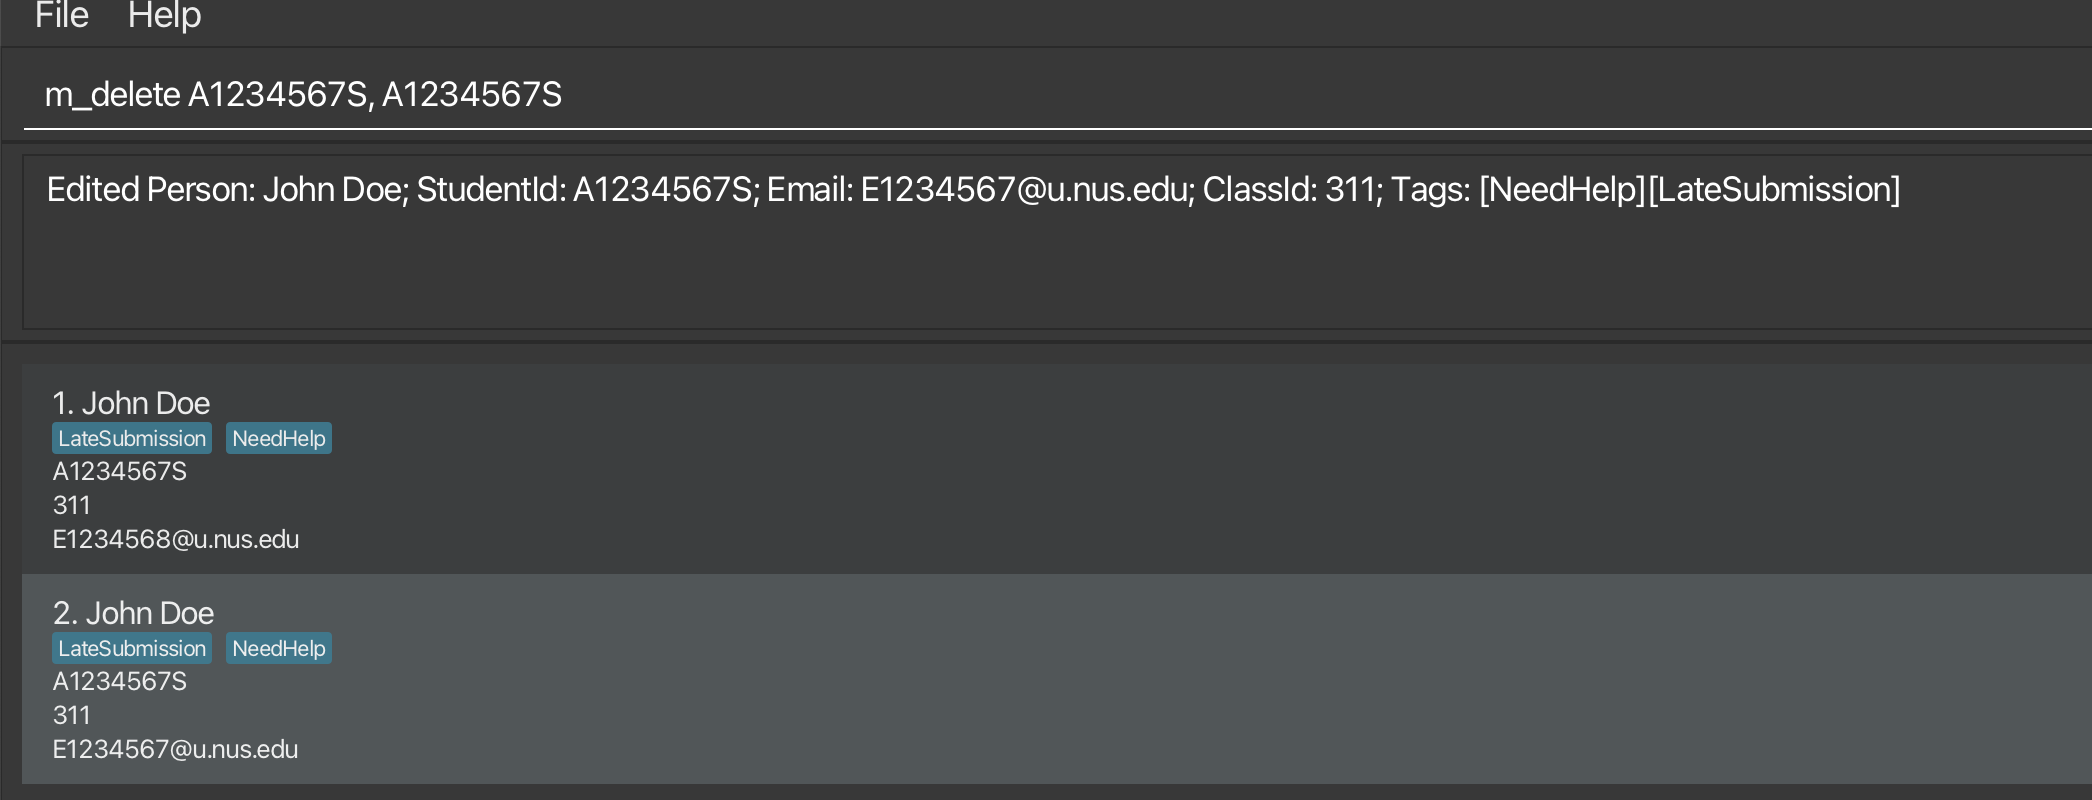 File Help
m_delete A1234567S, A1234567S
Edited Person: John Doe; StudentId: A1234567S; Email: E1234567@u.nus.edu; ClassId: 311; Tags: [NeedHelp][LateSubmission]
1. John Doe
LateSubmission NeedHelp
A1234567S
311
E1234568@u.nus.edu
2. John Doe
LateSubmission NeedHelp
A1234567S
311
E1234567@u.nus.edu